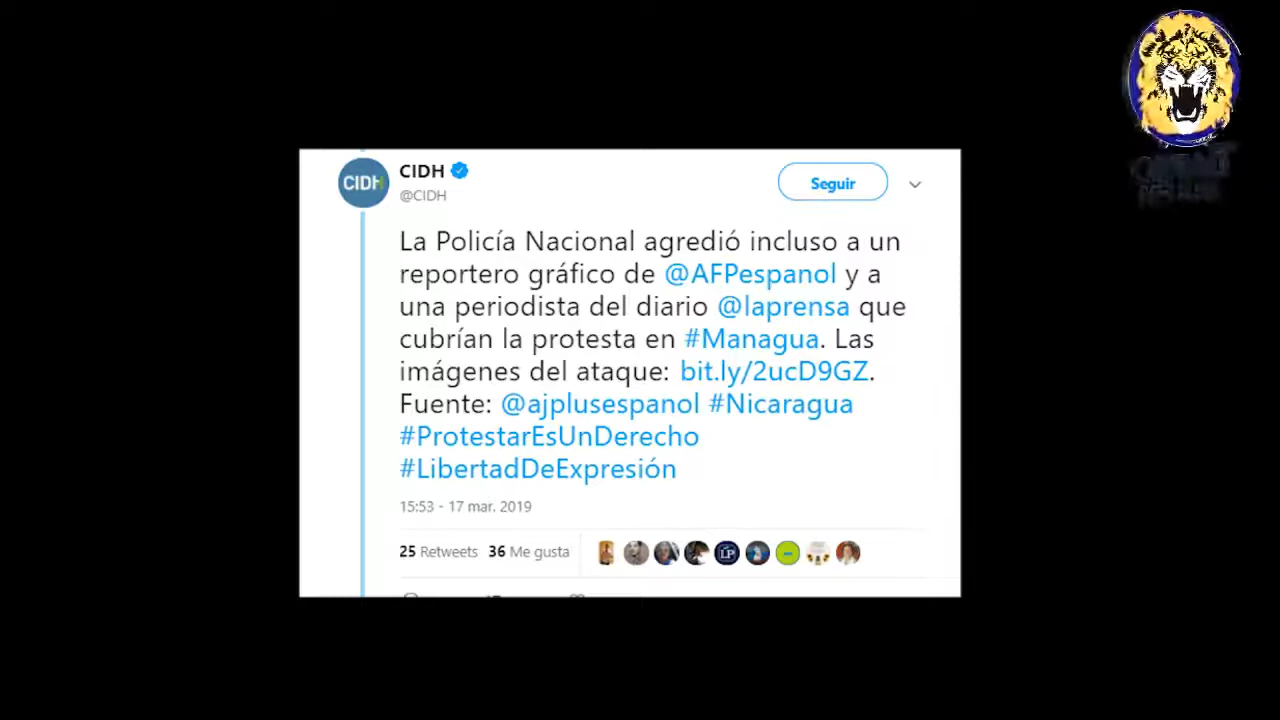 CIDH
CIDH
@CIDH
Seguir
La Policía Nacional agredió incluso a un
reportero gráfico de @AFPespanol y a
una periodista del diario @laprensa que
cubrían la protesta en #Managua. Las
imágenes del ataque: bit.ly/2ucD9GZ.
Fuente: @ajplusespanol #Nicaragua
#ProtestarEsUnDerecho
#LibertadDeExpresión
15:53 - 17 mar. 2019
25 Retweets 36 Me gusta
LP